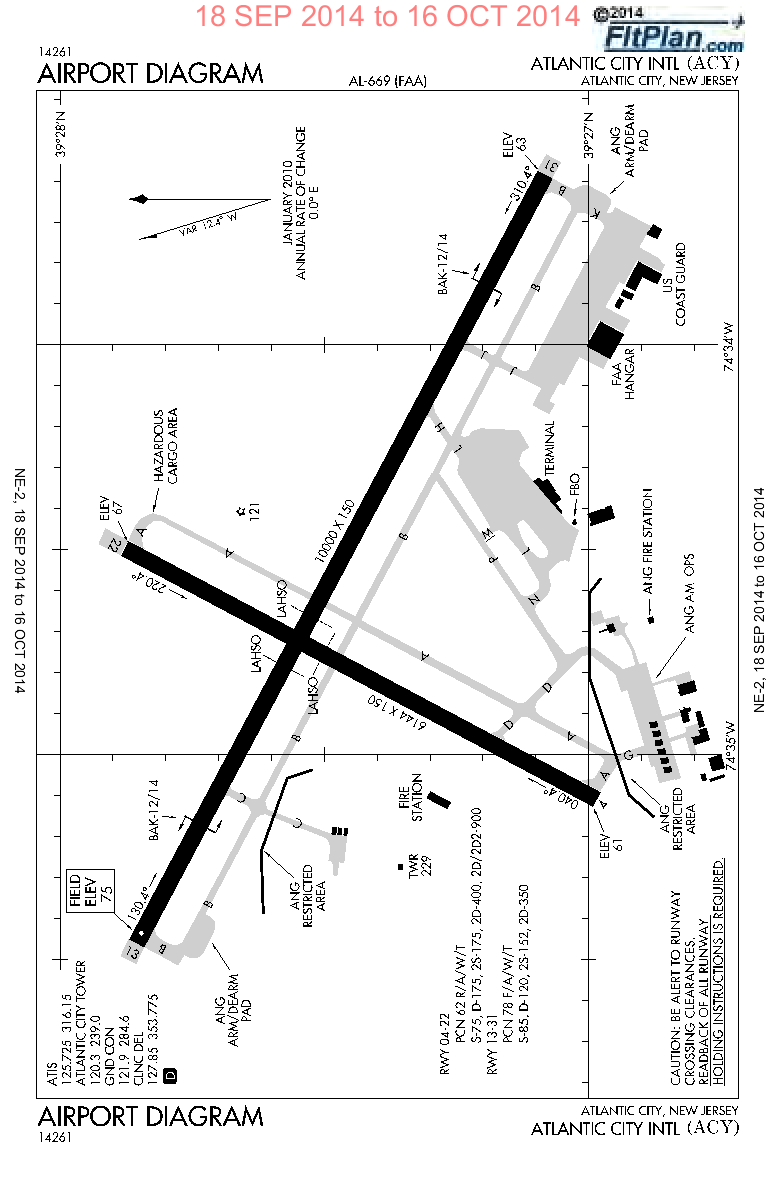 18 SEP 2014 to 16 OCT 2014
©2014
FltPlan.com
14261
AIRPORT DIAGRAM
AL-669 (FAA)
ATLANTIC CITY INTL (ACY)
ATLANTIC CITY, NEW JERSEY
39°28'N
39°27'N
JANUARY 2010
ANNUAL RATE OF CHANGE
0.0° E
VAR 12.4° W
ELEV
63
31
310.4°
B
K
ANG
ARM/DEARM
PAD
BAK-12/14
B
US
COAST GUARD
FAA
HANGAR
74°34'W
J
J
H
L
HAZARDOUS
CARGO AREA
TERMINAL
FBO
ELEV
67
22
A
121
A
220.4°
10000 X 150
B
M
P
L
N
ANG FIRE STATION
ANG AM OPS
LAHSO
LAHSO
LAHSO
A
6144 X 150
D
D
B
A
G
A
A
040.4°
ELEV
61
74°35'W
ANG
RESTRICTED
AREA
BAK-12/14
C
C
FIRE
STATION
TWR
229
ANG
RESTRICTED
AREA
FIELD
ELEV
75
130.4°
13
B
B
ANG
ARM/DEARM
PAD
ATIS
125.725 316.15
ATLANTIC CITY TOWER
120.3 239.0
GND CON
121.9 284.6
CLNC DEL
127.85 353.775
D
RWY 04-22
PCN 62 R/A/W/T
S-75, D-175, 2S-175, 2D-400, 2D/2D2-900
RWY 13-31
PCN 78 F/A/W/T
S-85, D-120, 2S-152, 2D-350
CAUTION: BE ALERT TO RUNWAY
CROSSING CLEARANCES.
READBACK OF ALL RUNWAY
HOLDING INSTRUCTIONS IS REQUIRED.
NE-2, 18 SEP 2014 to 16 OCT 2014
NE-2, 18 SEP 2014 to 16 OCT 2014
AIRPORT DIAGRAM
14261
ATLANTIC CITY, NEW JERSEY
ATLANTIC CITY INTL (ACY)